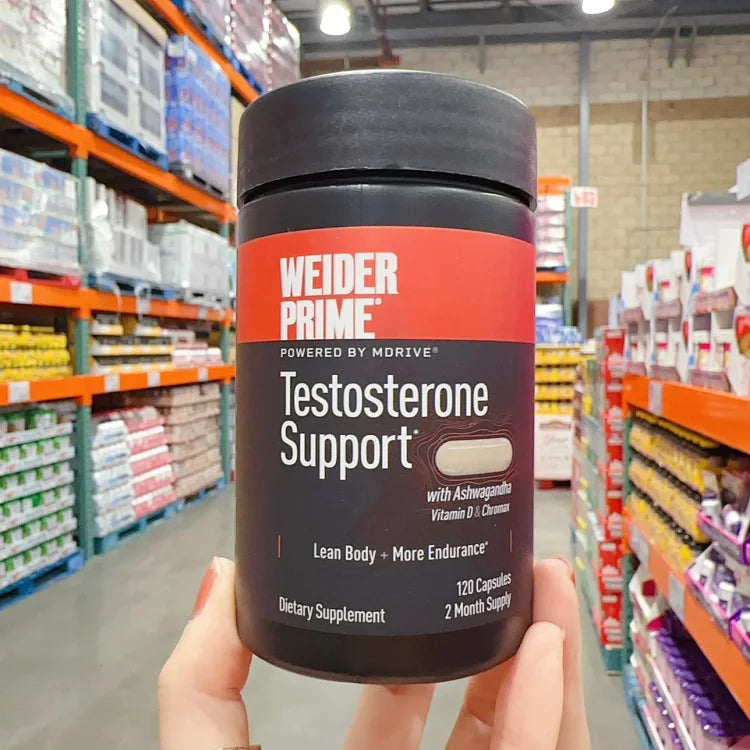 WEIDER
PRIME®
POWERED BY MDRIVE®
Testosterone
Support*
with Ashwagandha
Vitamin D & Chromax
Lean Body + More Endurance*
Dietary Supplement
120 Capsules
2 Month Supply